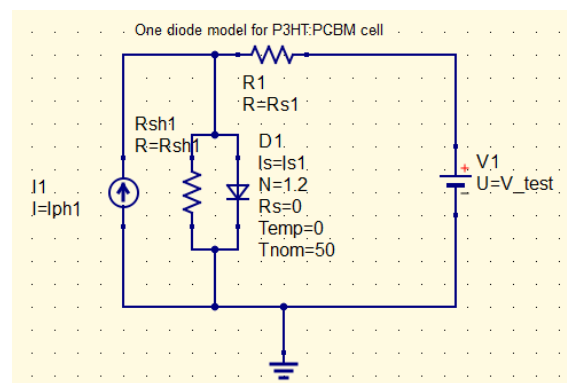 One diode model for P3HT:PCBM cell
R1
R=Rs1
Rsh1
R=Rsh1
D1
Is=Is1
N=1.2
Rs=0
Temp=0
Tnom=50
I1
I=Iph1
+
V1
U=V_test